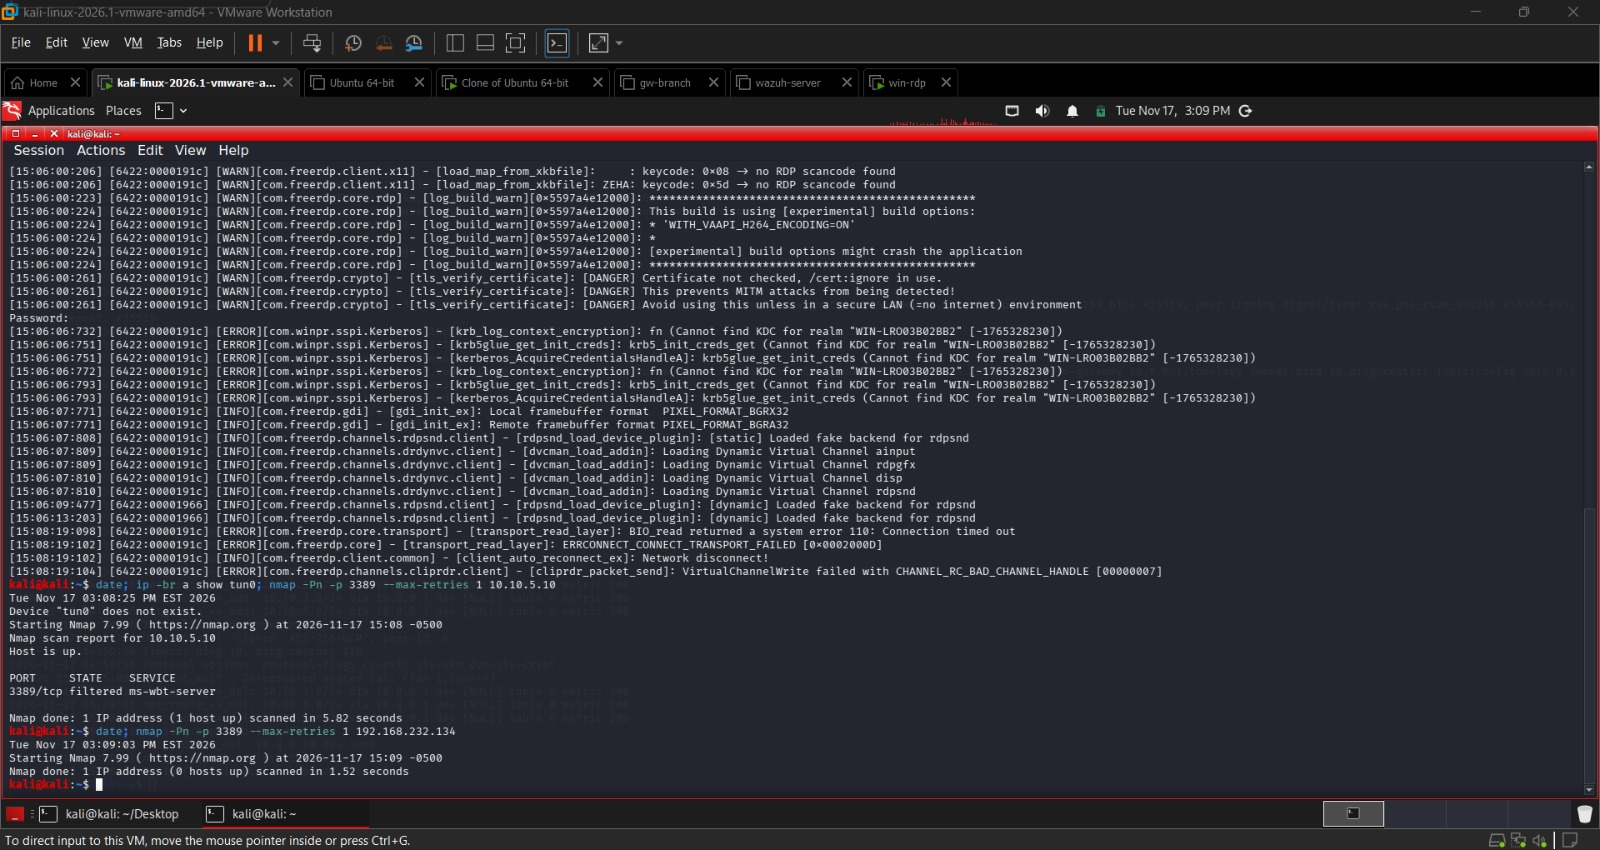 kali-linux-2026.1-vmware-amd64 - VMware Workstation
File Edit View VM Tabs Help
Home kali-linux-2026.1-vmware-a... Ubuntu 64-bit Clone of Ubuntu 64-bit gw-branch wazuh-server win-rdp
Applications Places Tue Nov 17, 3:09 PM
kali@kali: ~
Session Actions Edit View Help
[15:06:00:206] [6422:0000191c] [WARN][com.freerdp.client.x11] - [load_map_from_xkbfile]:     : keycode: 0×08 → no RDP scancode found
[15:06:00:206] [6422:0000191c] [WARN][com.freerdp.client.x11] - [load_map_from_xkbfile]: ZEHA: keycode: 0×5d → no RDP scancode found
[15:06:00:223] [6422:0000191c] [WARN][com.freerdp.core.rdp] - [log_build_warn][0×5597a4e12000]: *************************************************
[15:06:00:224] [6422:0000191c] [WARN][com.freerdp.core.rdp] - [log_build_warn][0×5597a4e12000]: This build is using [experimental] build options:
[15:06:00:224] [6422:0000191c] [WARN][com.freerdp.core.rdp] - [log_build_warn][0×5597a4e12000]: * 'WITH_VAAPI_H264_ENCODING=ON'
[15:06:00:224] [6422:0000191c] [WARN][com.freerdp.core.rdp] - [log_build_warn][0×5597a4e12000]: *
[15:06:00:224] [6422:0000191c] [WARN][com.freerdp.core.rdp] - [log_build_warn][0×5597a4e12000]: [experimental] build options might crash the application
[15:06:00:224] [6422:0000191c] [WARN][com.freerdp.core.rdp] - [log_build_warn][0×5597a4e12000]: *************************************************
[15:06:00:261] [6422:0000191c] [WARN][com.freerdp.crypto] - [tls_verify_certificate]: [DANGER] Certificate not checked, /cert:ignore in use.
[15:06:00:261] [6422:0000191c] [WARN][com.freerdp.crypto] - [tls_verify_certificate]: [DANGER] This prevents MITM attacks from being detected!
[15:06:00:261] [6422:0000191c] [WARN][com.freerdp.crypto] - [tls_verify_certificate]: [DANGER] Avoid using this unless in a secure LAN (=no internet) environment
Password:
[15:06:06:732] [6422:0000191c] [ERROR][com.winpr.sspi.Kerberos] - [krb_log_context_encryption]: fn (Cannot find KDC for realm "WIN-LRO03B02BB2" [-1765328230])
[15:06:06:751] [6422:0000191c] [ERROR][com.winpr.sspi.Kerberos] - [krb5glue_get_init_creds]: krb5_init_creds_get (Cannot find KDC for realm "WIN-LRO03B02BB2" [-1765328230])
[15:06:06:751] [6422:0000191c] [ERROR][com.winpr.sspi.Kerberos] - [kerberos_AcquireCredentialsHandleA]: krb5glue_get_init_creds (Cannot find KDC for realm "WIN-LRO03B02BB2" [-1765328230])
[15:06:06:772] [6422:0000191c] [ERROR][com.winpr.sspi.Kerberos] - [krb_log_context_encryption]: fn (Cannot find KDC for realm "WIN-LRO03B02BB2" [-1765328230])
[15:06:06:793] [6422:0000191c] [ERROR][com.winpr.sspi.Kerberos] - [krb5glue_get_init_creds]: krb5_init_creds_get (Cannot find KDC for realm "WIN-LRO03B02BB2" [-1765328230])
[15:06:06:793] [6422:0000191c] [ERROR][com.winpr.sspi.Kerberos] - [kerberos_AcquireCredentialsHandleA]: krb5glue_get_init_creds (Cannot find KDC for realm "WIN-LRO03B02BB2" [-1765328230])
[15:06:07:771] [6422:0000191c] [INFO][com.freerdp.gdi] - [gdi_init_ex]: Local framebuffer format  PIXEL_FORMAT_BGRX32
[15:06:07:771] [6422:0000191c] [INFO][com.freerdp.gdi] - [gdi_init_ex]: Remote framebuffer format PIXEL_FORMAT_BGRA32
[15:06:07:808] [6422:0000191c] [INFO][com.freerdp.channels.rdpsnd.client] - [rdpsnd_load_device_plugin]: [static] Loaded fake backend for rdpsnd
[15:06:07:809] [6422:0000191c] [INFO][com.freerdp.channels.drdynvc.client] - [dvcman_load_addin]: Loading Dynamic Virtual Channel ainput
[15:06:07:809] [6422:0000191c] [INFO][com.freerdp.channels.drdynvc.client] - [dvcman_load_addin]: Loading Dynamic Virtual Channel rdpgfx
[15:06:07:810] [6422:0000191c] [INFO][com.freerdp.channels.drdynvc.client] - [dvcman_load_addin]: Loading Dynamic Virtual Channel disp
[15:06:07:810] [6422:0000191c] [INFO][com.freerdp.channels.drdynvc.client] - [dvcman_load_addin]: Loading Dynamic Virtual Channel rdpsnd
[15:06:09:477] [6422:00001966] [INFO][com.freerdp.channels.rdpsnd.client] - [rdpsnd_load_device_plugin]: [dynamic] Loaded fake backend for rdpsnd
[15:06:13:203] [6422:00001966] [INFO][com.freerdp.channels.rdpsnd.client] - [rdpsnd_load_device_plugin]: [dynamic] Loaded fake backend for rdpsnd
[15:08:19:098] [6422:0000191c] [ERROR][com.freerdp.core.transport] - [transport_read_layer]: BIO_read returned a system error 110: Connection timed out
[15:08:19:102] [6422:0000191c] [ERROR][com.freerdp.core] - [transport_read_layer]: ERRCONNECT_CONNECT_TRANSPORT_FAILED [0×0002000D]
[15:08:19:102] [6422:0000191c] [INFO][com.freerdp.client.common] - [client_auto_reconnect_ex]: Network disconnect!
[15:08:19:104] [6422:0000191c] [ERROR][com.freerdp.channels.cliprdr.client] - [cliprdr_packet_send]: VirtualChannelWrite failed with CHANNEL_RC_BAD_CHANNEL_HANDLE [00000007]
kali@kali:~$ date; ip -br a show tun0; nmap -Pn -p 3389 --max-retries 1 10.10.5.10
Tue Nov 17 03:08:25 PM EST 2026
Device "tun0" does not exist.
Starting Nmap 7.99 ( https://nmap.org ) at 2026-11-17 15:08 -0500
Nmap scan report for 10.10.5.10
Host is up.
PORT     STATE    SERVICE
3389/tcp filtered ms-wbt-server
Nmap done: 1 IP address (1 host up) scanned in 5.82 seconds
kali@kali:~$ date; nmap -Pn -p 3389 --max-retries 1 192.168.232.134
Tue Nov 17 03:09:03 PM EST 2026
Starting Nmap 7.99 ( https://nmap.org ) at 2026-11-17 15:09 -0500
Nmap done: 1 IP address (0 hosts up) scanned in 1.52 seconds
kali@kali:~$
kali@kali: ~/Desktop kali@kali: ~
To direct input to this VM, move the mouse pointer inside or press Ctrl+G.